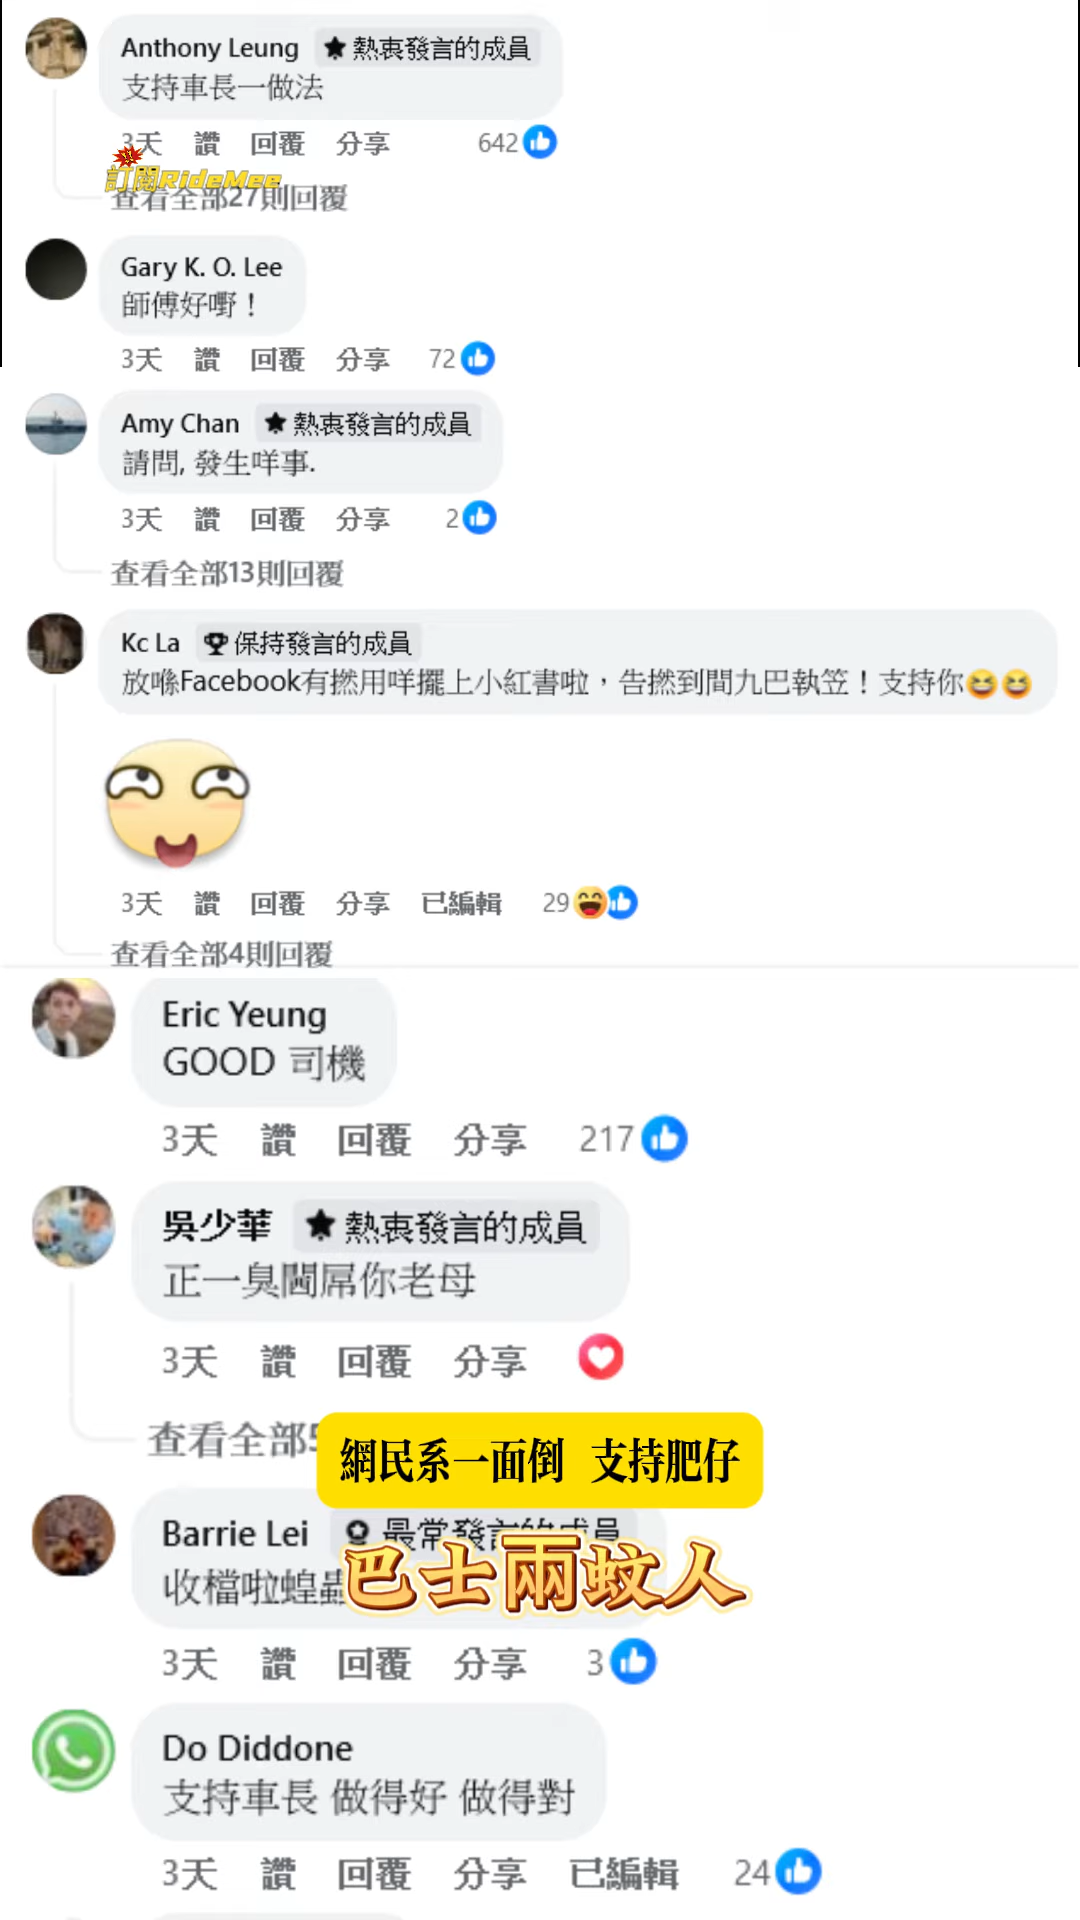 Anthony Leung ★ 熱衷發言的成員
支持車長一做法
3天 讚 回覆 分享 642
訂閱RideMee
查看全部27則回覆
Gary K. O. Lee
師傅好嘢！
3天 讚 回覆 分享 72
Amy Chan ★ 熱衷發言的成員
請問, 發生咩事.
3天 讚 回覆 分享 2
查看全部13則回覆
Kc La 保持發言的成員
放喺Facebook有撚用咩擺上小紅書啦，告撚到間九巴執笠！支持你😆😆
3天 讚 回覆 分享 已編輯 29
查看全部4則回覆
Eric Yeung
GOOD 司機
3天 讚 回覆 分享 217
吳少華 ★ 熱衷發言的成員
正一臭閪屌你老母
3天 讚 回覆 分享
查看全部5
網民系一面倒 支持肥仔
Barrie Lei 最常發言的成員
收檔啦蝗蟲
巴士兩蚊人
3天 讚 回覆 分享 3
Do Diddone
支持車長 做得好 做得對
3天 讚 回覆 分享 已編輯 24